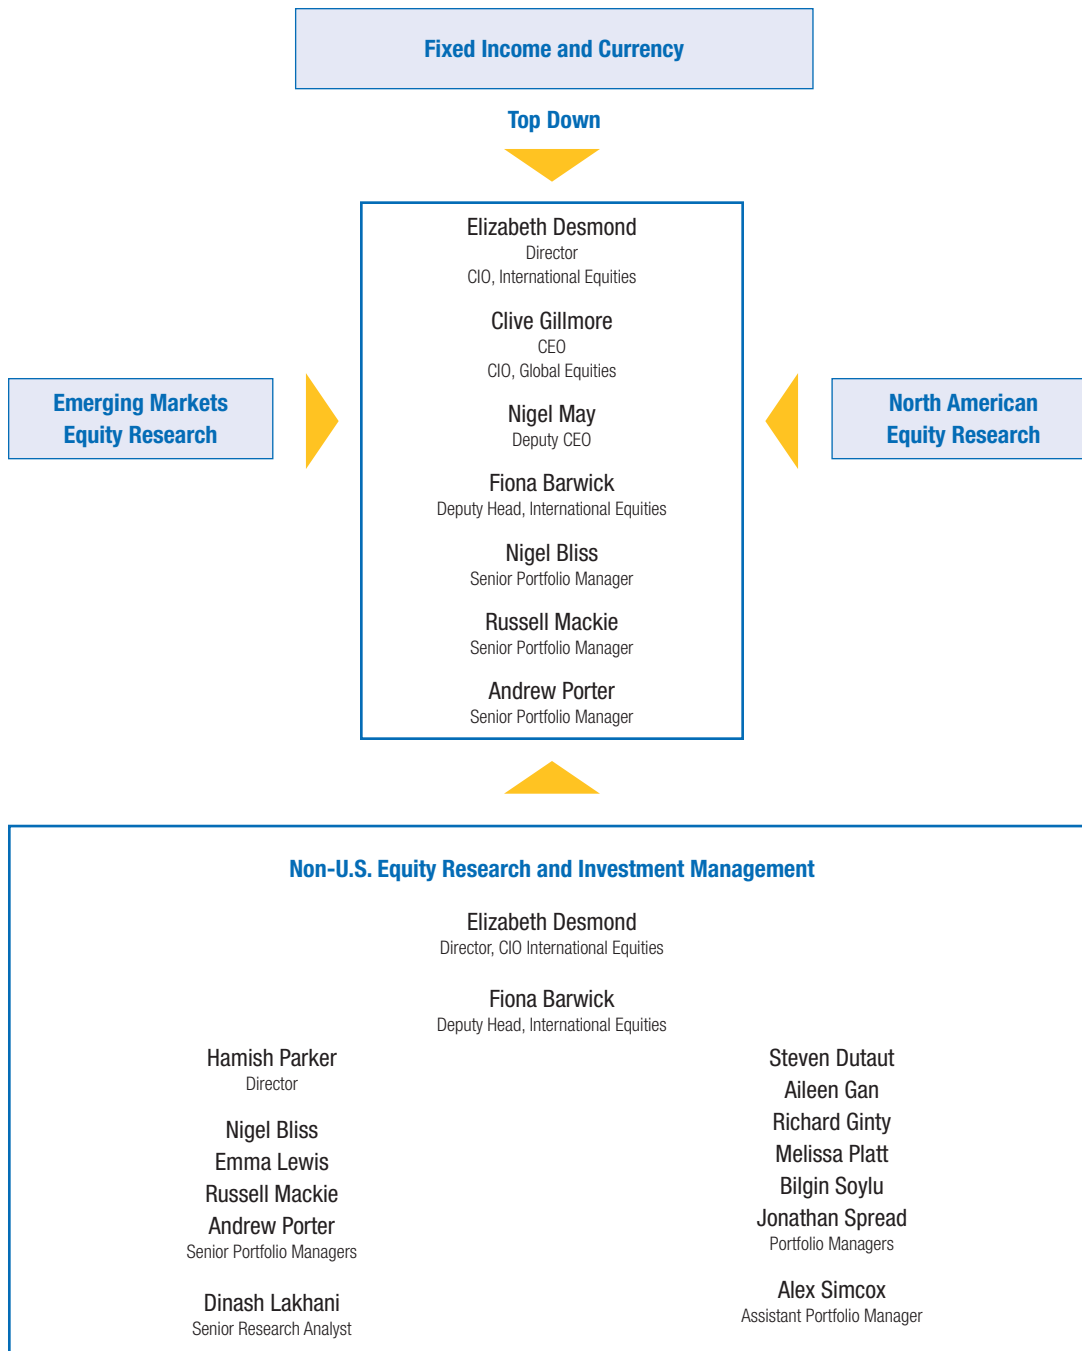 Fixed Income and Currency
Top Down
Elizabeth Desmond
Director
CIO, International Equities
Clive Gillmore
CEO
CIO, Global Equities
Nigel May
Deputy CEO
Fiona Barwick
Deputy Head, International Equities
Nigel Bliss
Senior Portfolio Manager
Russell Mackie
Senior Portfolio Manager
Andrew Porter
Senior Portfolio Manager
Emerging Markets
Equity Research
North American
Equity Research
Non-U.S. Equity Research and Investment Management
Elizabeth Desmond
Director, CIO International Equities
Fiona Barwick
Deputy Head, International Equities
Hamish Parker
Director
Nigel Bliss
Emma Lewis
Russell Mackie
Andrew Porter
Senior Portfolio Managers
Dinash Lakhani
Senior Research Analyst
Steven Dutaut
Aileen Gan
Richard Ginty
Melissa Platt
Bilgin Soylu
Jonathan Spread
Portfolio Managers
Alex Simcox
Assistant Portfolio Manager